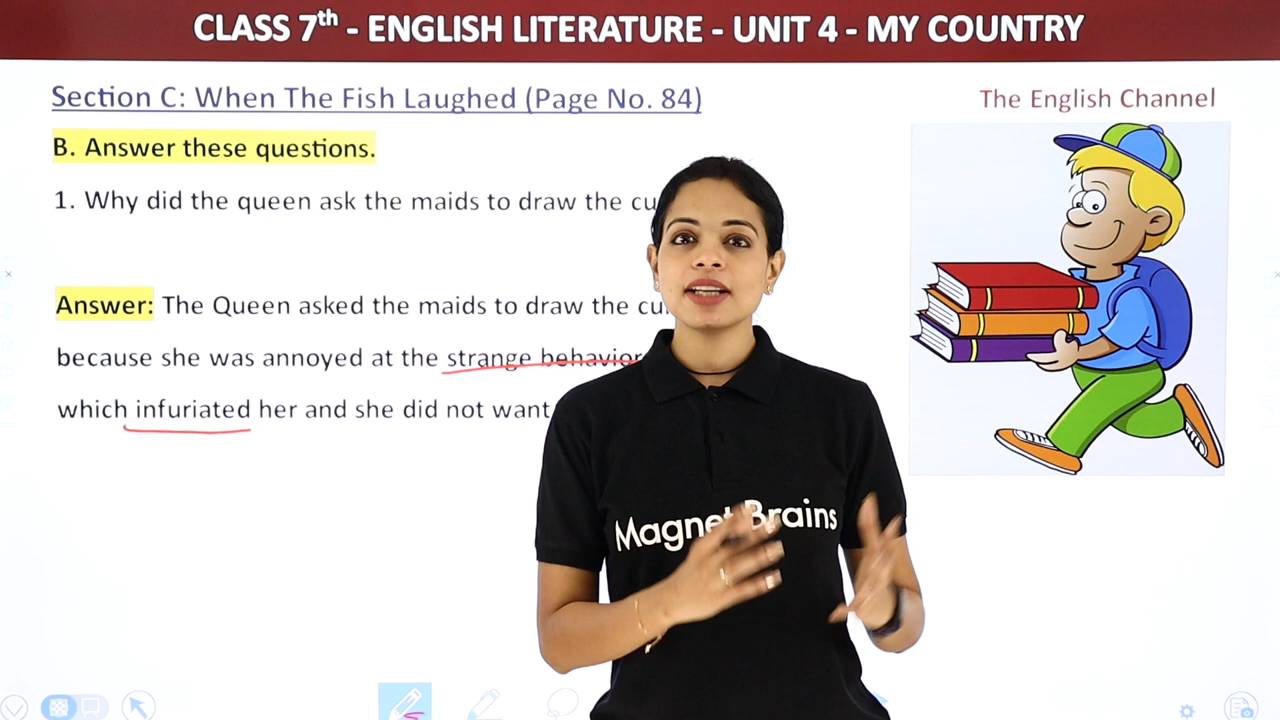 CLASS 7th - ENGLISH LITERATURE - UNIT 4 - MY COUNTRY
Section C: When The Fish Laughed (Page No. 84)
The English Channel
B. Answer these questions.
1. Why did the queen ask the maids to draw the
Answer: The Queen asked the maids to draw the
because she was annoyed at the strange behavior
which infuriated her and she did not want
Magnet Brains